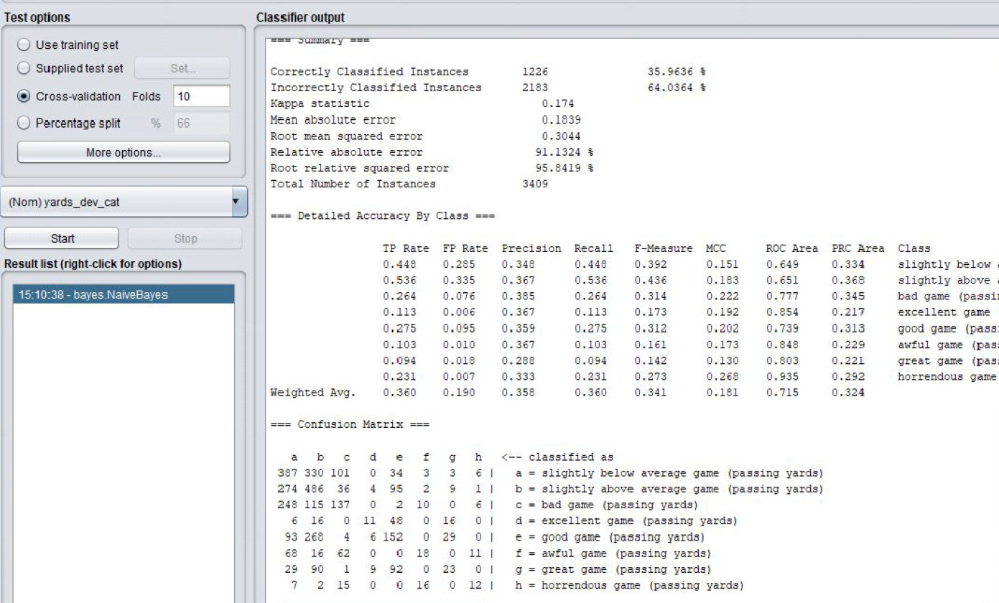 Test options
Use training set
Supplied test set Set...
Cross-validation Folds 10
Percentage split % 66
More options...
(Nom) yards_dev_cat
Start Stop
Result list (right-click for options)
15:10:38 - bayes.NaiveBayes
Classifier output
=== Summary ===
Correctly Classified Instances 1226 35.9636 %
Incorrectly Classified Instances 2183 64.0364 %
Kappa statistic 0.174
Mean absolute error 0.1839
Root mean squared error 0.3044
Relative absolute error 91.1324 %
Root relative squared error 95.8419 %
Total Number of Instances 3409
=== Detailed Accuracy By Class ===
TP Rate FP Rate Precision Recall F-Measure MCC ROC Area PRC Area Class
0.448 0.285 0.348 0.448 0.392 0.151 0.649 0.334 slightly below
0.536 0.335 0.367 0.536 0.436 0.183 0.651 0.368 slightly above
0.264 0.076 0.385 0.264 0.314 0.222 0.777 0.345 bad game (passi
0.113 0.006 0.367 0.113 0.173 0.192 0.854 0.217 excellent game
0.275 0.095 0.359 0.275 0.312 0.202 0.739 0.313 good game (pass
0.103 0.010 0.367 0.103 0.161 0.173 0.848 0.229 awful game (pas
0.094 0.018 0.288 0.094 0.142 0.130 0.803 0.221 great game (pas
0.231 0.007 0.333 0.231 0.273 0.268 0.935 0.292 horrendous game
Weighted Avg. 0.360 0.190 0.358 0.360 0.341 0.181 0.715 0.324
=== Confusion Matrix ===
a b c d e f g h <-- classified as
387 330 101 0 34 3 3 6 | a = slightly below average game (passing yards)
274 486 36 4 95 2 9 1 | b = slightly above average game (passing yards)
248 115 137 0 2 10 0 6 | c = bad game (passing yards)
6 16 0 11 48 0 16 0 | d = excellent game (passing yards)
93 268 4 6 152 0 29 0 | e = good game (passing yards)
68 16 62 0 0 18 0 11 | f = awful game (passing yards)
29 90 1 9 92 0 23 0 | g = great game (passing yards)
7 2 15 0 0 16 0 12 | h = horrendous game (passing yards)